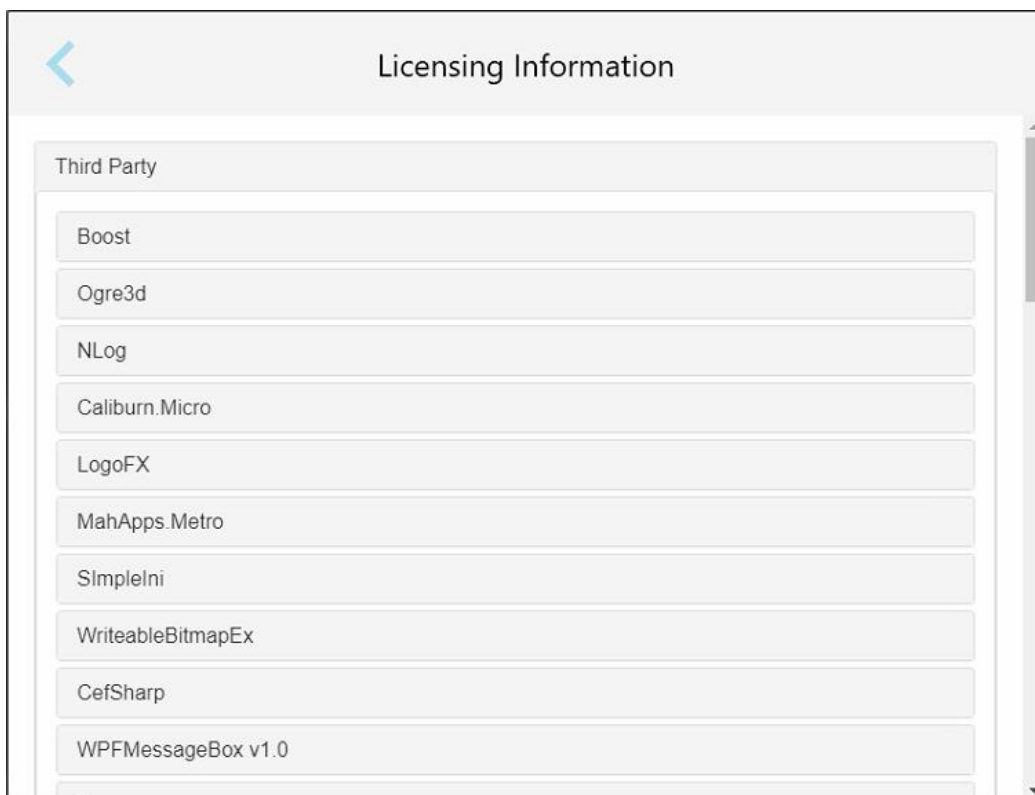 Licensing Information
Third Party
Boost
Ogre3d
NLog
Caliburn.Micro
LogoFX
MahApps.Metro
SImpleIni
WriteableBitmapEx
CefSharp
WPFMessageBox v1.0